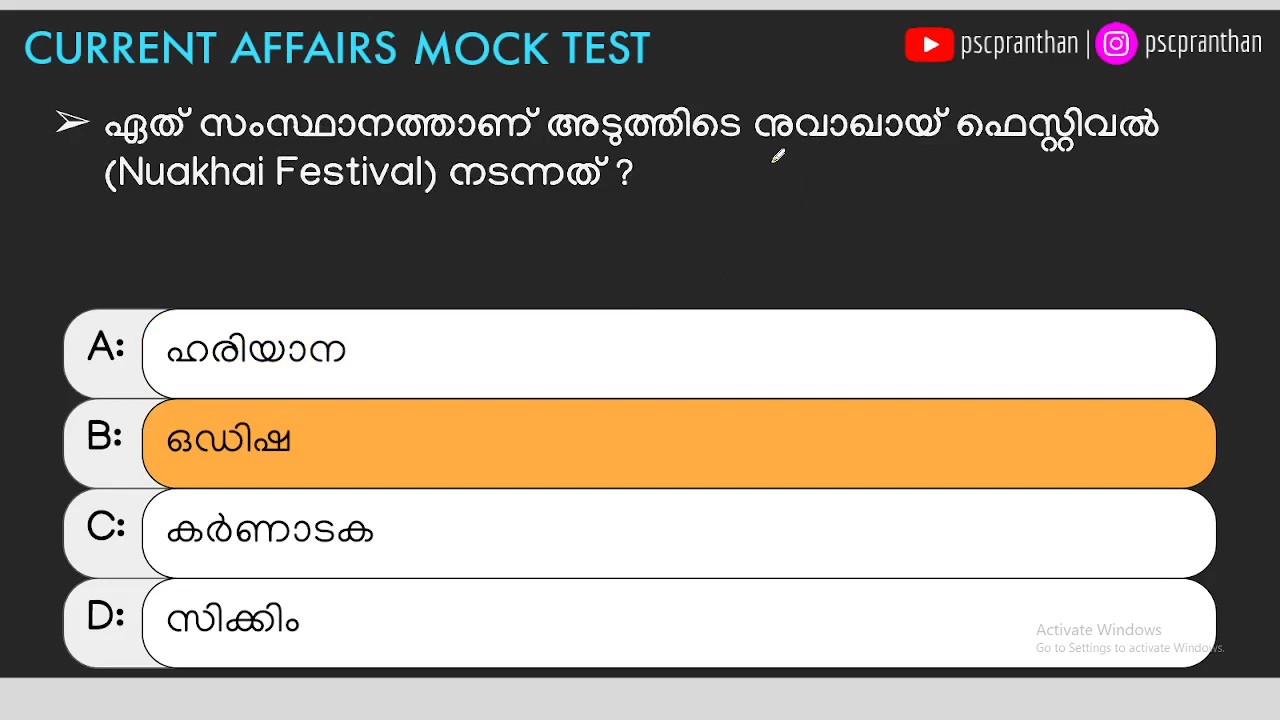 CURRENT AFFAIRS MOCK TEST
pscpranthan | pscpranthan
➢ ഏത് സംസ്ഥാനത്താണ് അടുത്തിടെ നുവാഖായ് ഫെസ്റ്റിവൽ
(Nuakhai Festival) നടന്നത് ?
A: ഹരിയാന
B: ഒഡിഷ
C: കർണാടക
D: സിക്കിം
Activate Windows
Go to Settings to activate Windows.